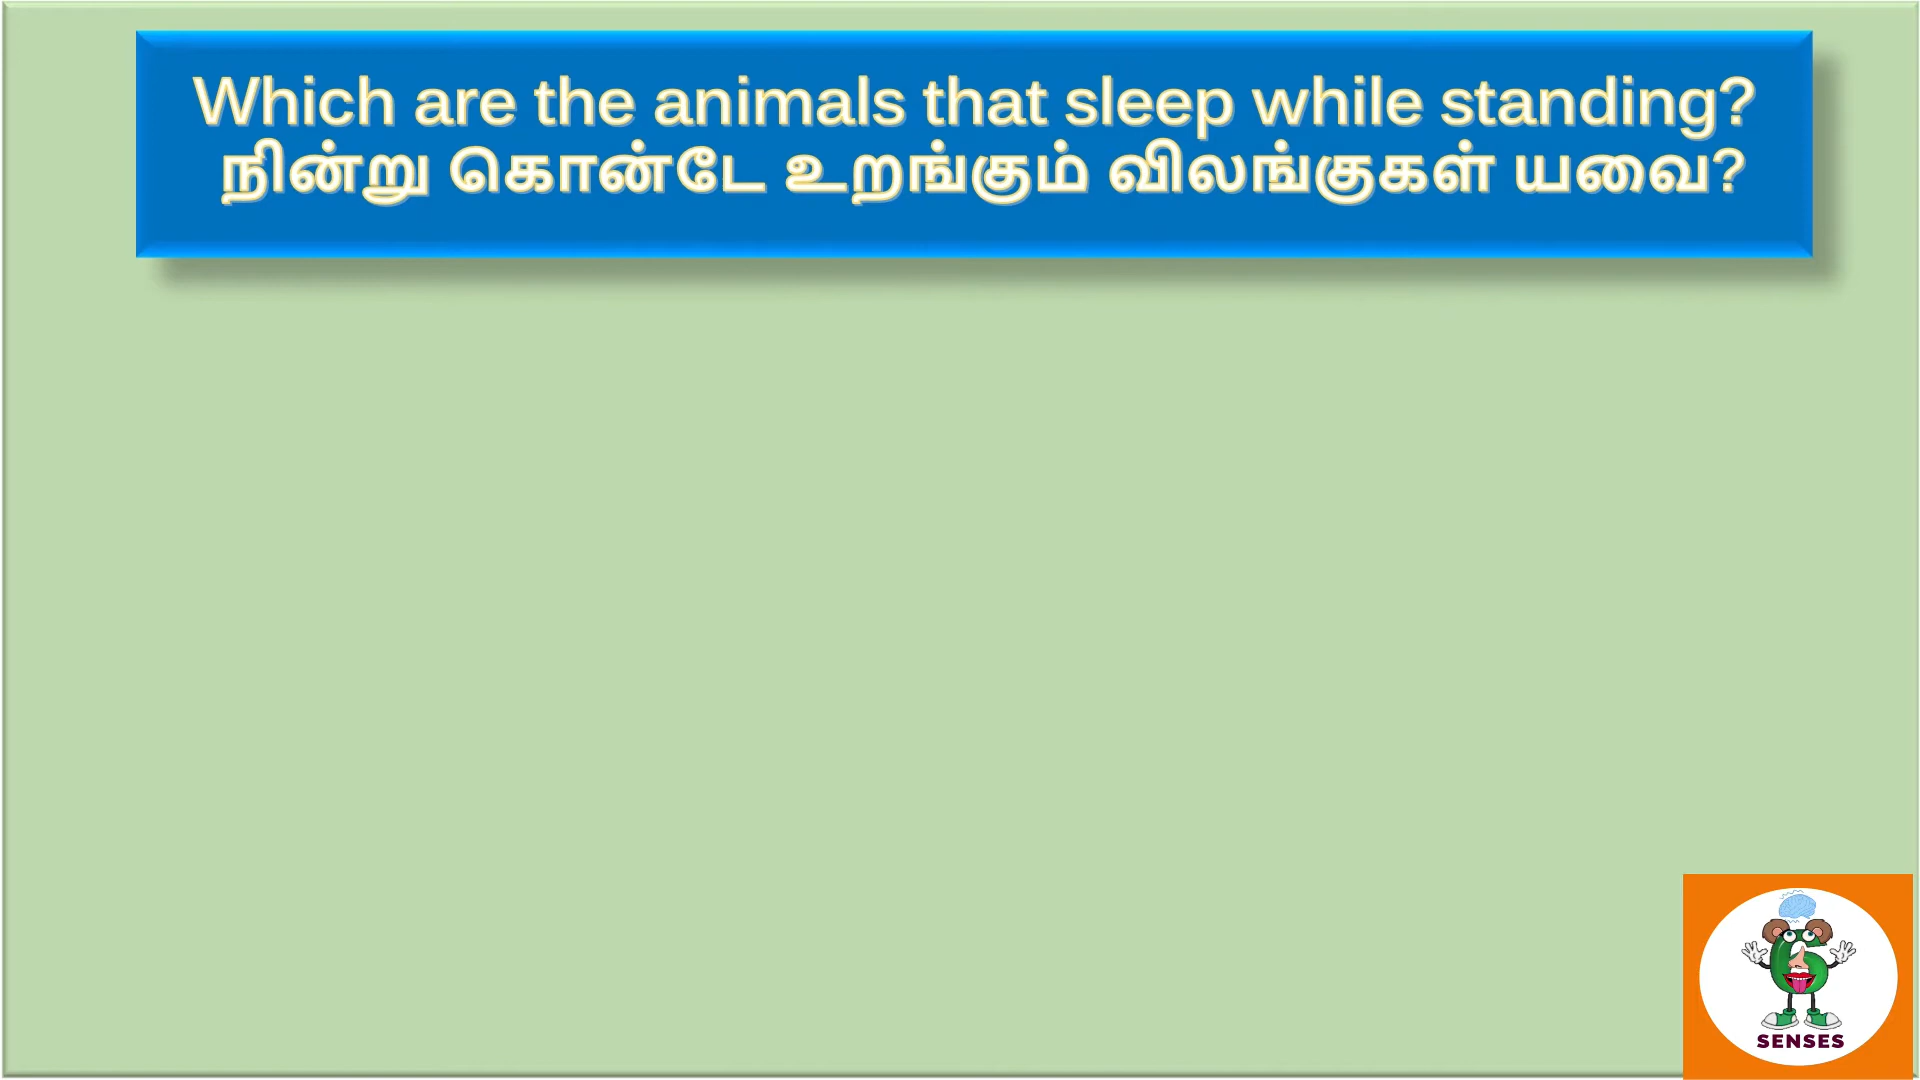 Which are the animals that sleep while standing?
நின்று கொன்டே உறங்கும் விலங்குகள் யவை?
SENSES